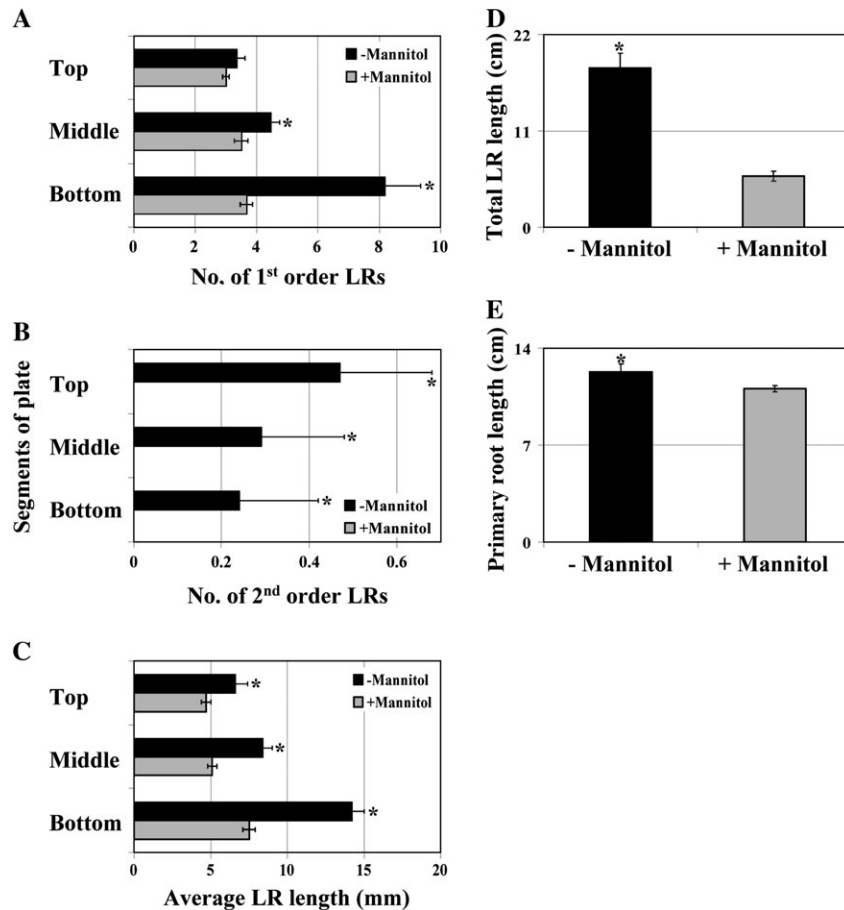 A
Top
Middle
Bottom
-Mannitol
+Mannitol
*
*
0 2 4 6 8 10
No. of 1st order LRs
B
Segments of plate
Top
Middle
Bottom
*
*
*
-Mannitol
+Mannitol
0 0.2 0.4 0.6
No. of 2nd order LRs
C
Top
Middle
Bottom
-Mannitol
+Mannitol
*
*
*
0 5 10 15 20
Average LR length (mm)
D
Total LR length (cm)
22
11
0
*
- Mannitol + Mannitol
E
Primary root length (cm)
14
7
0
*
- Mannitol + Mannitol